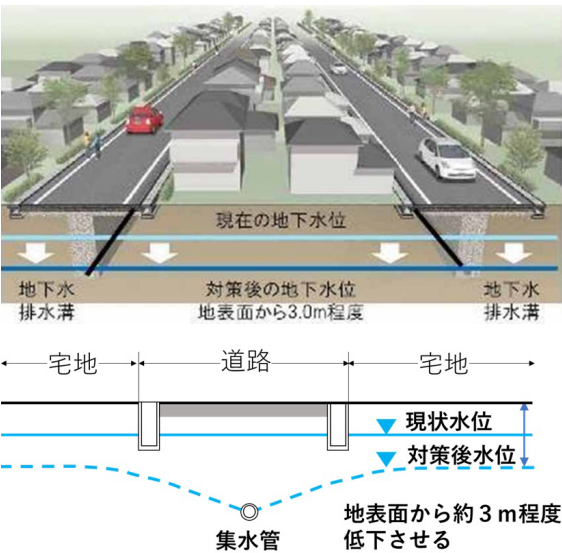 現在の地下水位
地下水
排水溝
対策後の地下水位
地表面から3.0m程度
地下水
排水溝
宅地
道路
宅地
現状水位
対策後水位
集水管
地表面から約３ｍ程度
低下させる